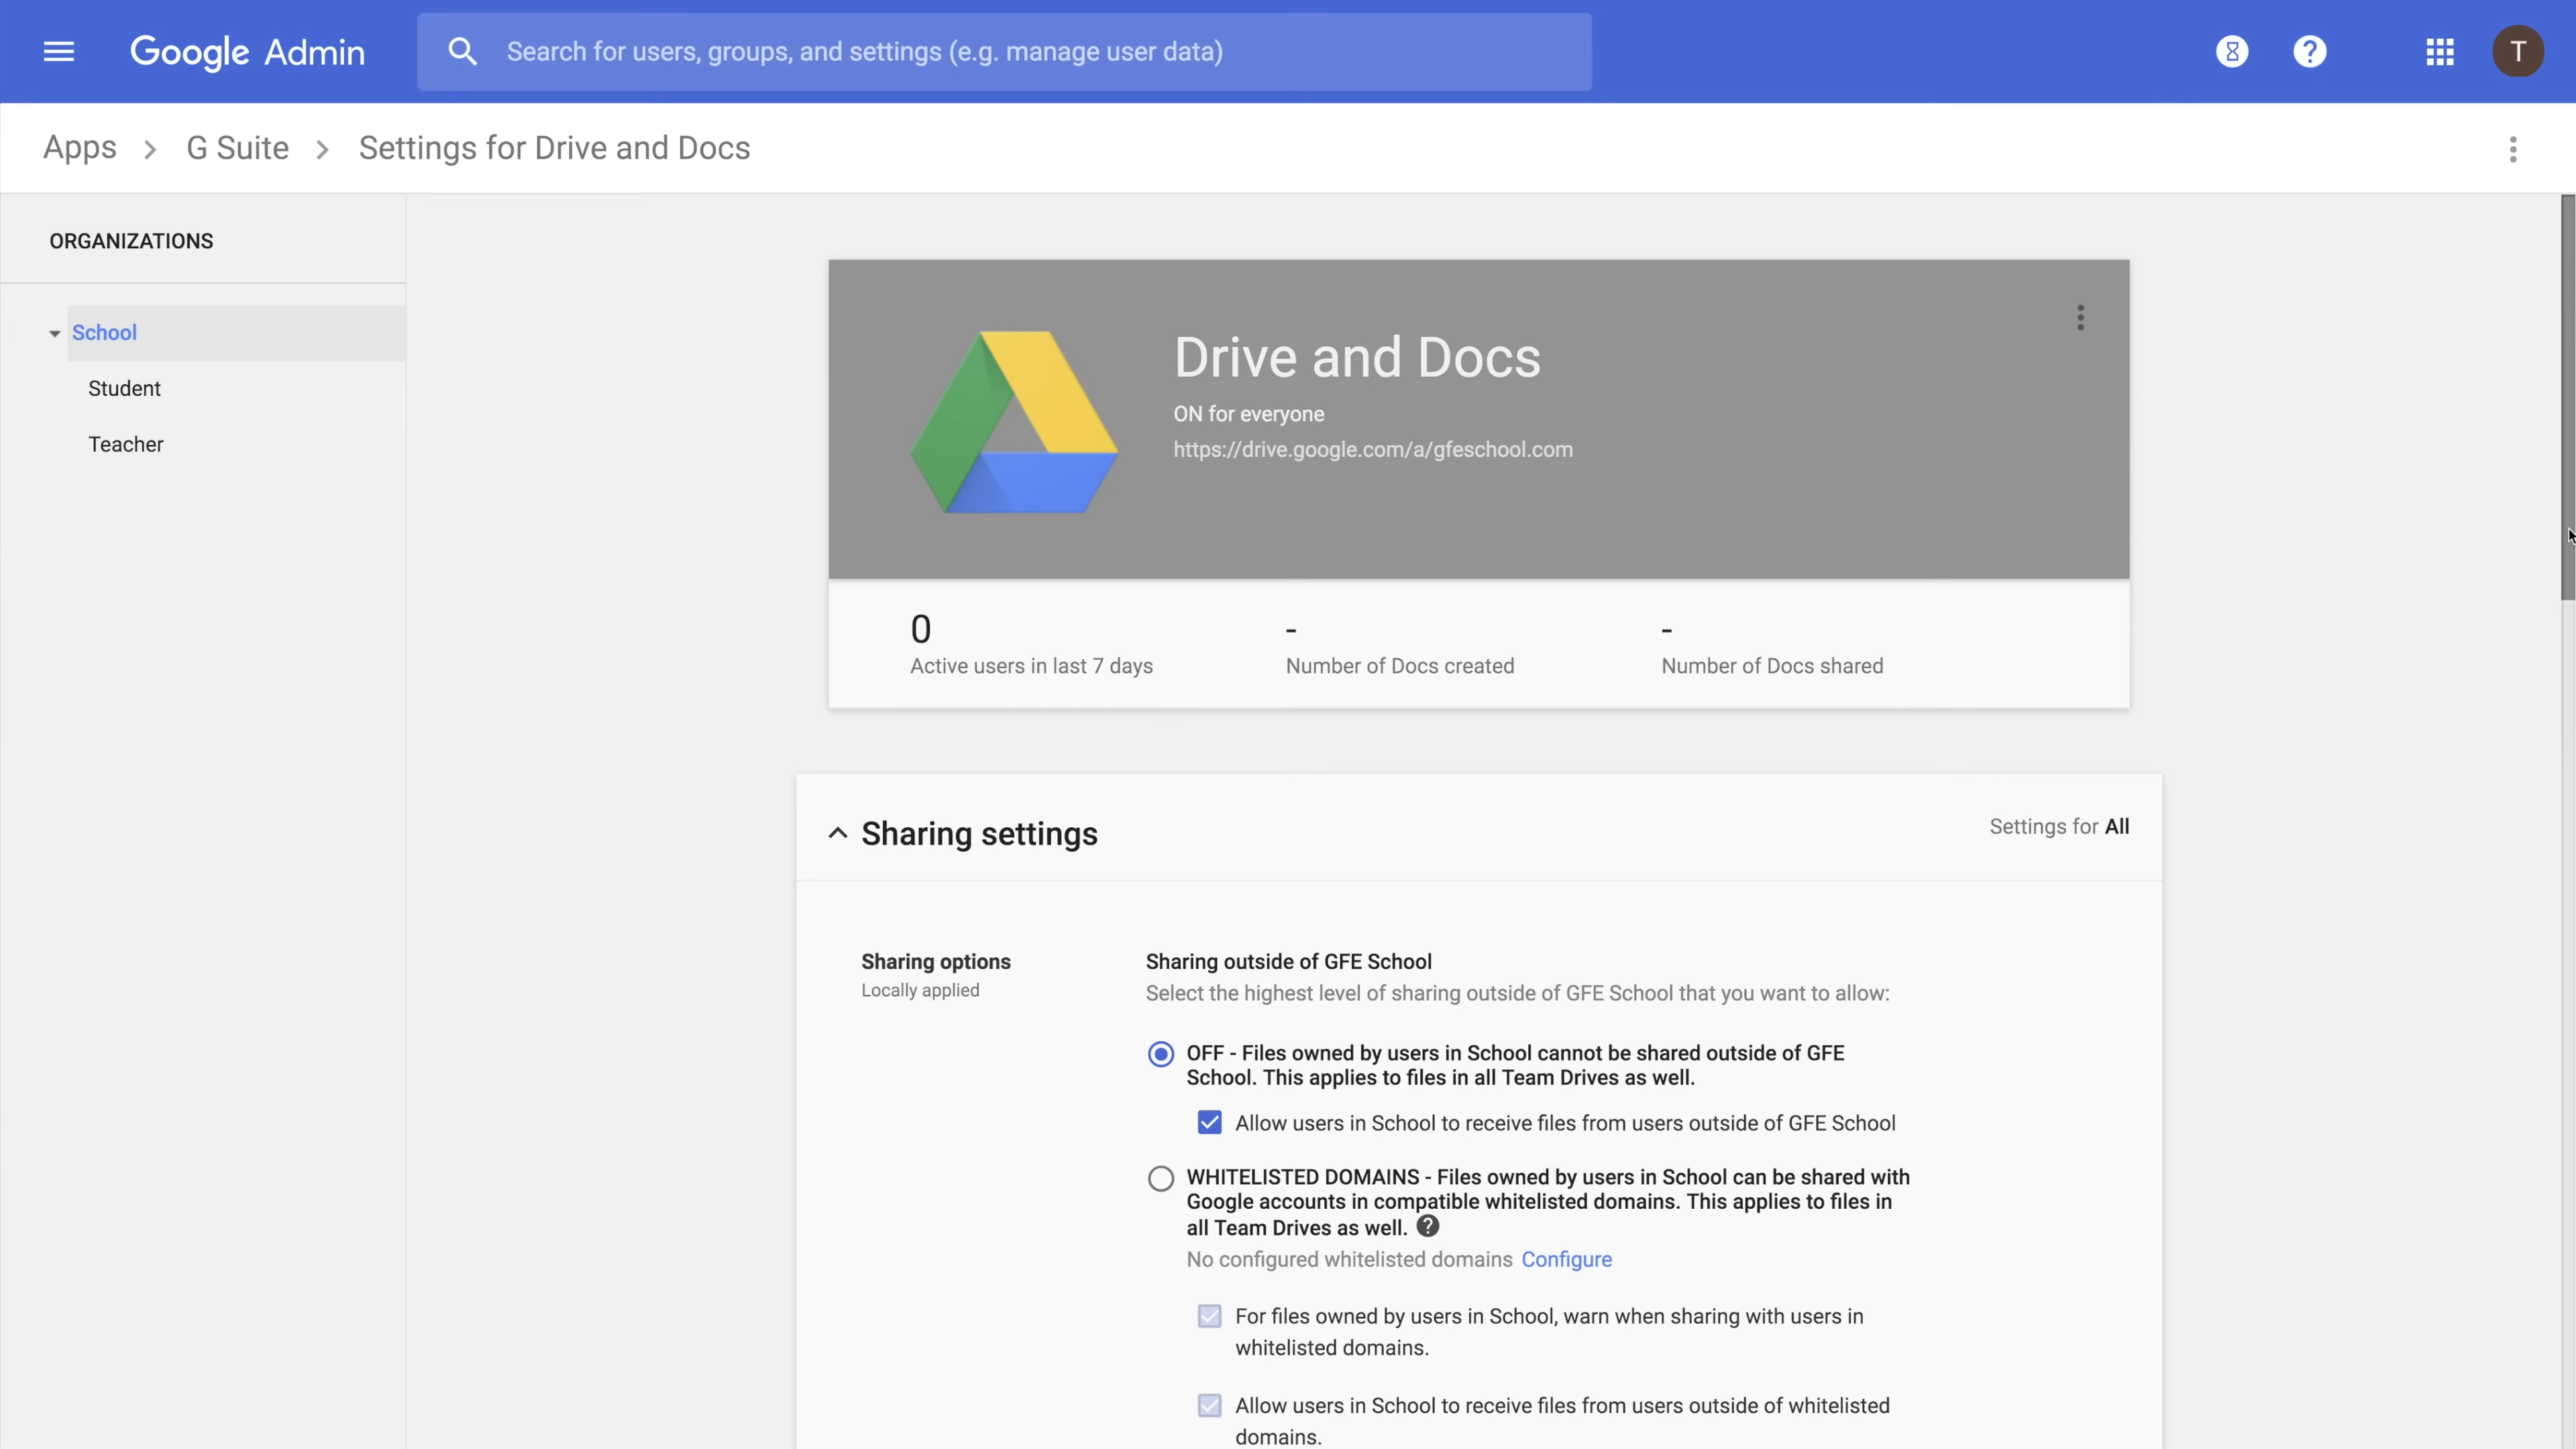 Google Admin
Search for users, groups, and settings (e.g. manage user data)
T
Apps > G Suite > Settings for Drive and Docs
ORGANIZATIONS
School
Student
Teacher
Drive and Docs
ON for everyone
https://drive.google.com/a/gfeschool.com
0
Active users in last 7 days
-
Number of Docs created
-
Number of Docs shared
Sharing settings
Settings for All
Sharing options
Locally applied
Sharing outside of GFE School
Select the highest level of sharing outside of GFE School that you want to allow:
OFF - Files owned by users in School cannot be shared outside of GFE
School. This applies to files in all Team Drives as well.
Allow users in School to receive files from users outside of GFE School
WHITELISTED DOMAINS - Files owned by users in School can be shared with
Google accounts in compatible whitelisted domains. This applies to files in
all Team Drives as well. ?
No configured whitelisted domains Configure
For files owned by users in School, warn when sharing with users in
whitelisted domains.
Allow users in School to receive files from users outside of whitelisted
domains.